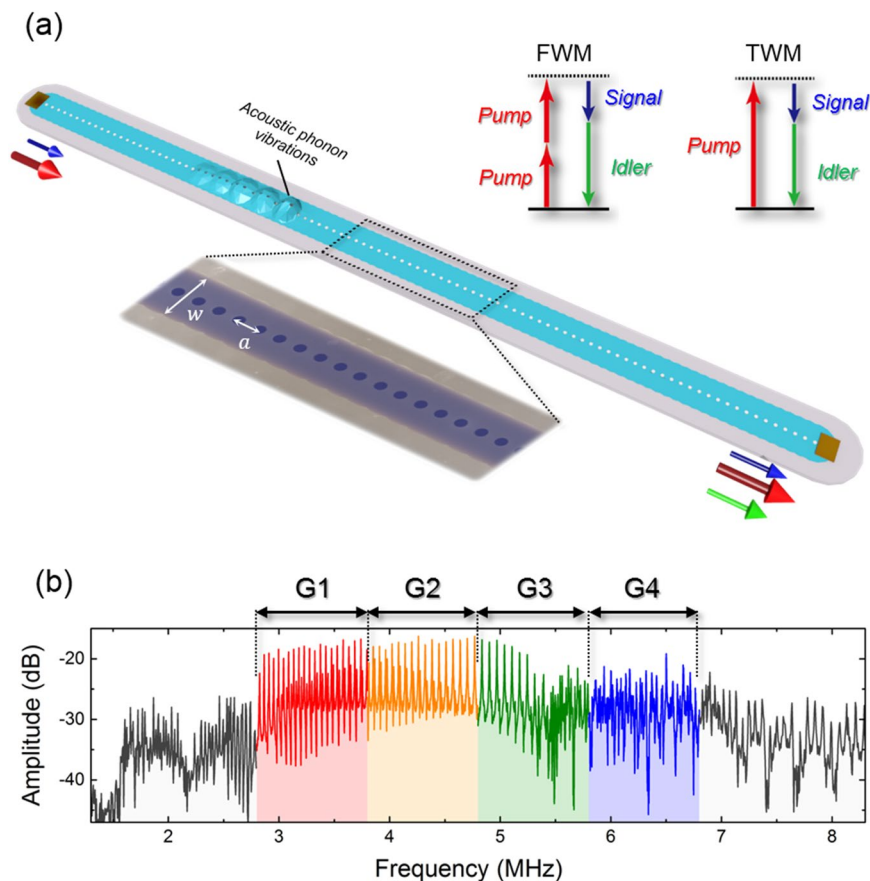 (a)
FWM
TWM
Pump
Pump
Signal
Idler
Pump
Signal
Idler
Acoustic phonon
vibrations
w
a
(b)
G1 G2 G3 G4
Amplitude (dB)
-20
-30
-40
2 3 4 5 6 7 8
Frequency (MHz)